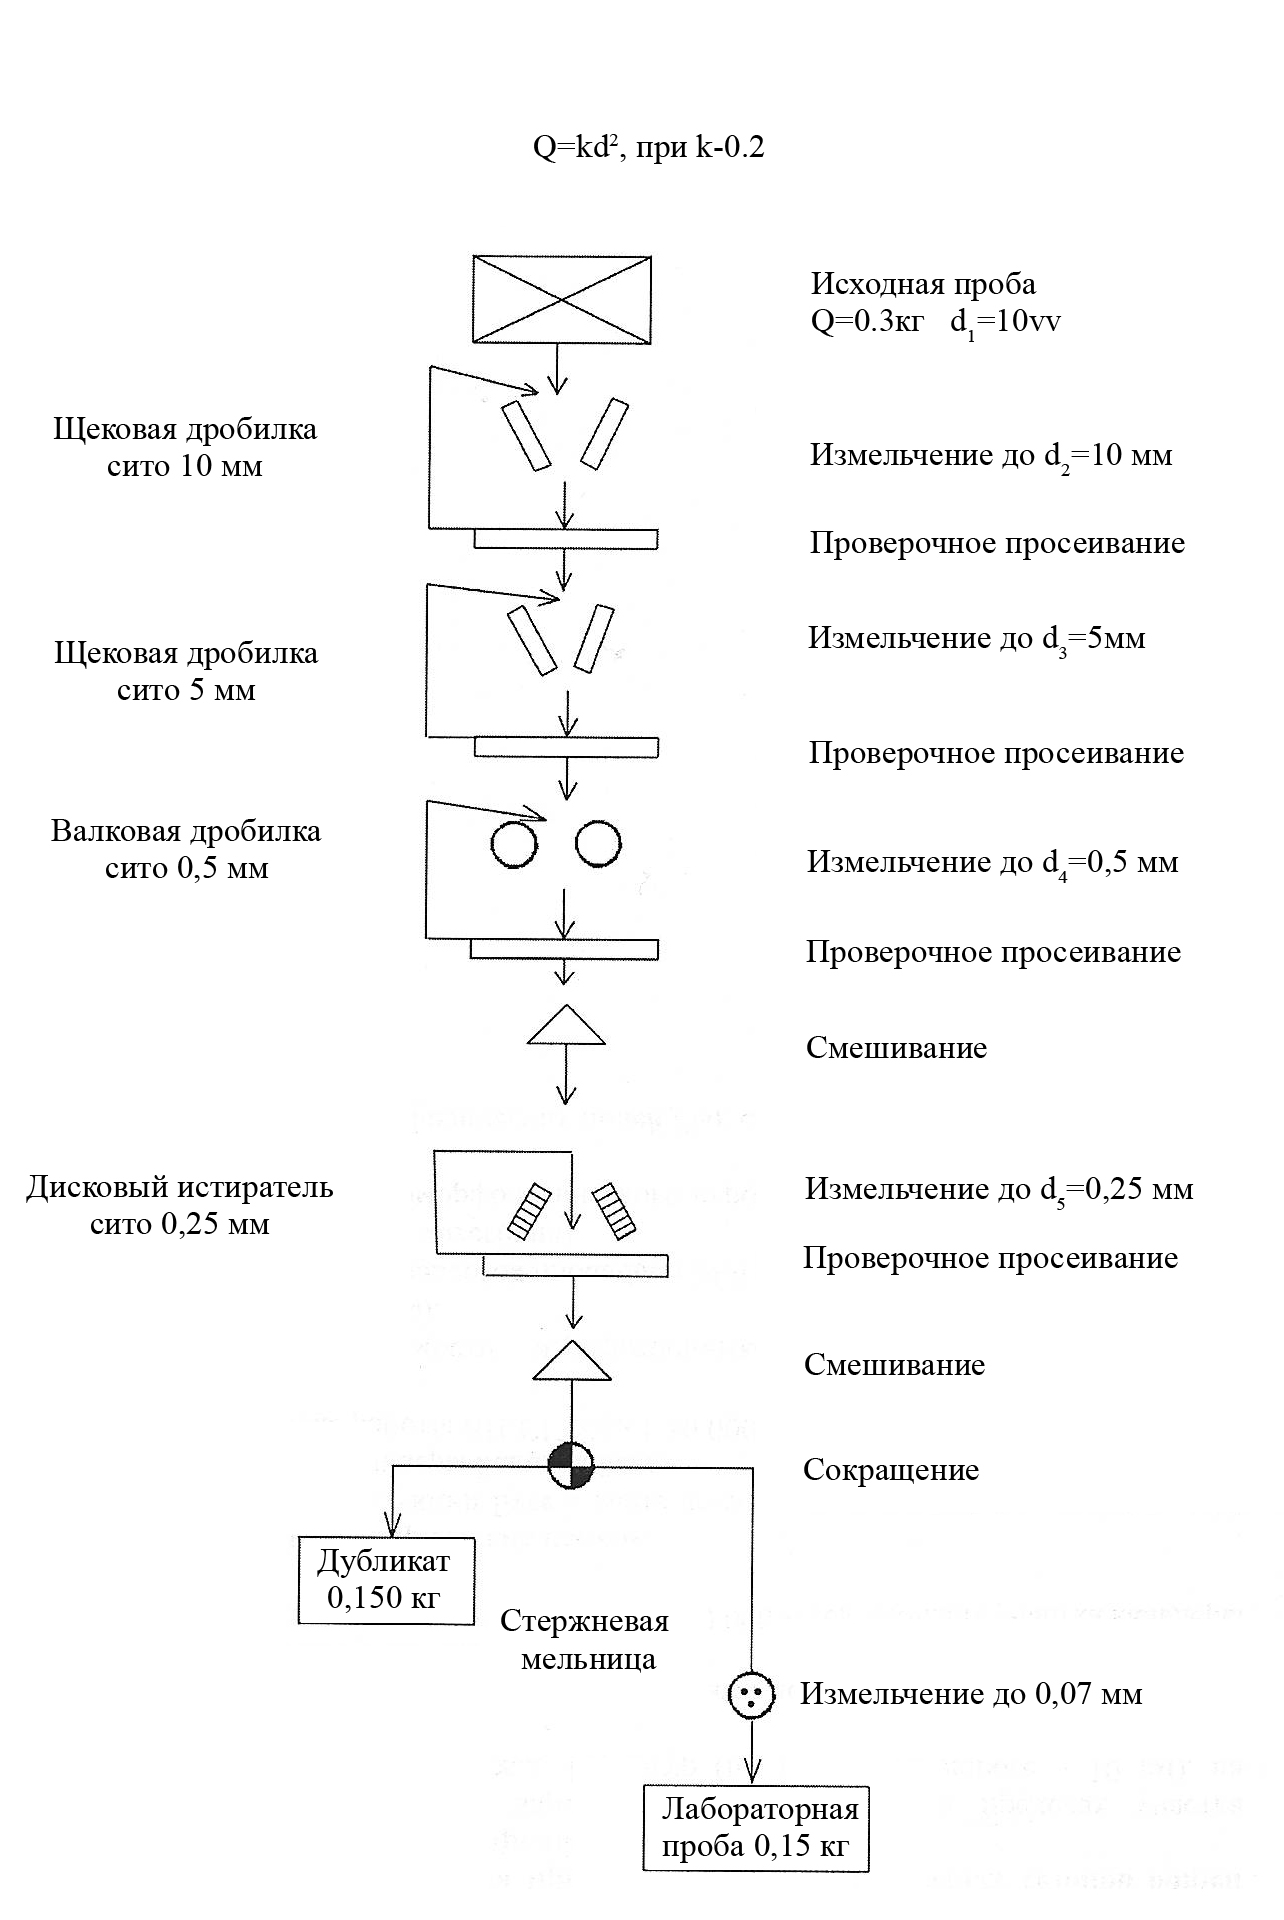 Q=kd², при k-0.2
Исходная проба
Q=0.3кг d₁=10vv
Щековая дробилка
сито 10 мм
Измельчение до d₂=10 мм
Проверочное просеивание
Щековая дробилка
сито 5 мм
Измельчение до d₃=5мм
Проверочное просеивание
Валковая дробилка
сито 0,5 мм
Измельчение до d₄=0,5 мм
Проверочное просеивание
Смешивание
Дисковый истиратель
сито 0,25 мм
Измельчение до d₅=0,25 мм
Проверочное просеивание
Смешивание
Сокращение
Дубликат
0,150 кг
Стержневая
мельница
Измельчение до 0,07 мм
Лабораторная
проба 0,15 кг